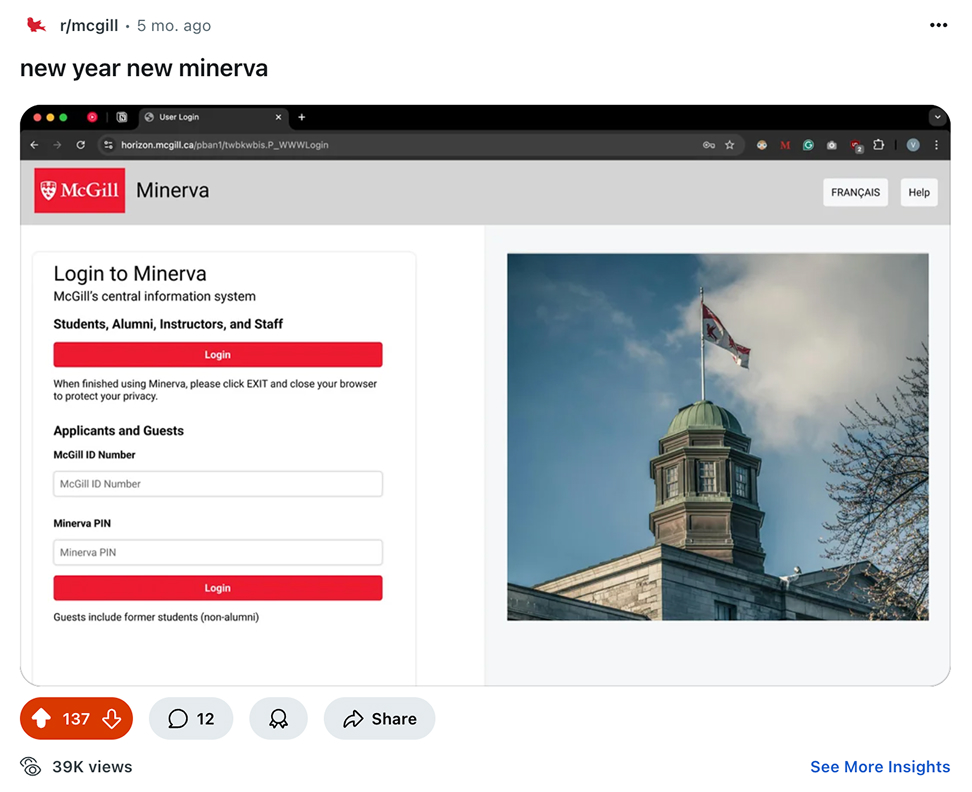 r/mcgill • 5 mo. ago
new year new minerva
User Login
horizon.mcgill.ca/pban1/twbkwbis.P_WWWLogin
2
V
McGill Minerva
FRANÇAIS Help
Login to Minerva
McGill's central information system
Students, Alumni, Instructors, and Staff
Login
When finished using Minerva, please click EXIT and close your browser
to protect your privacy.
Applicants and Guests
McGill ID Number
McGill ID Number
Minerva PIN
Minerva PIN
Login
Guests include former students (non-alumni)
137 12 Share
39K views See More Insights